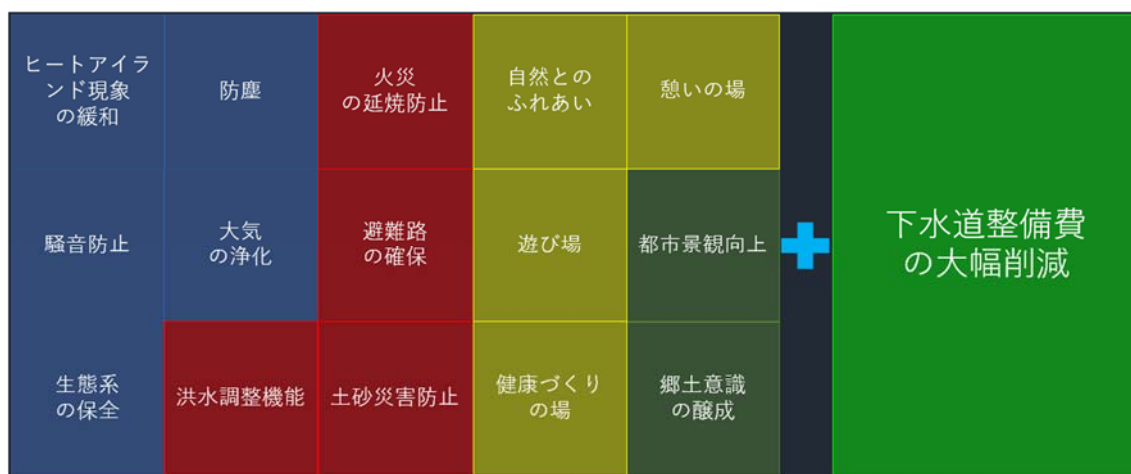 ヒートアイラ
ンド現象
の緩和
防塵
火災
の延焼防止
自然との
ふれあい
憩いの場
騒音防止
大気
の浄化
避難路
の確保
遊び場
都市景観向上
生態系
の保全
洪水調整機能
土砂災害防止
健康づくり
の場
郷土意識
の醸成
下水道整備費
の大幅削減